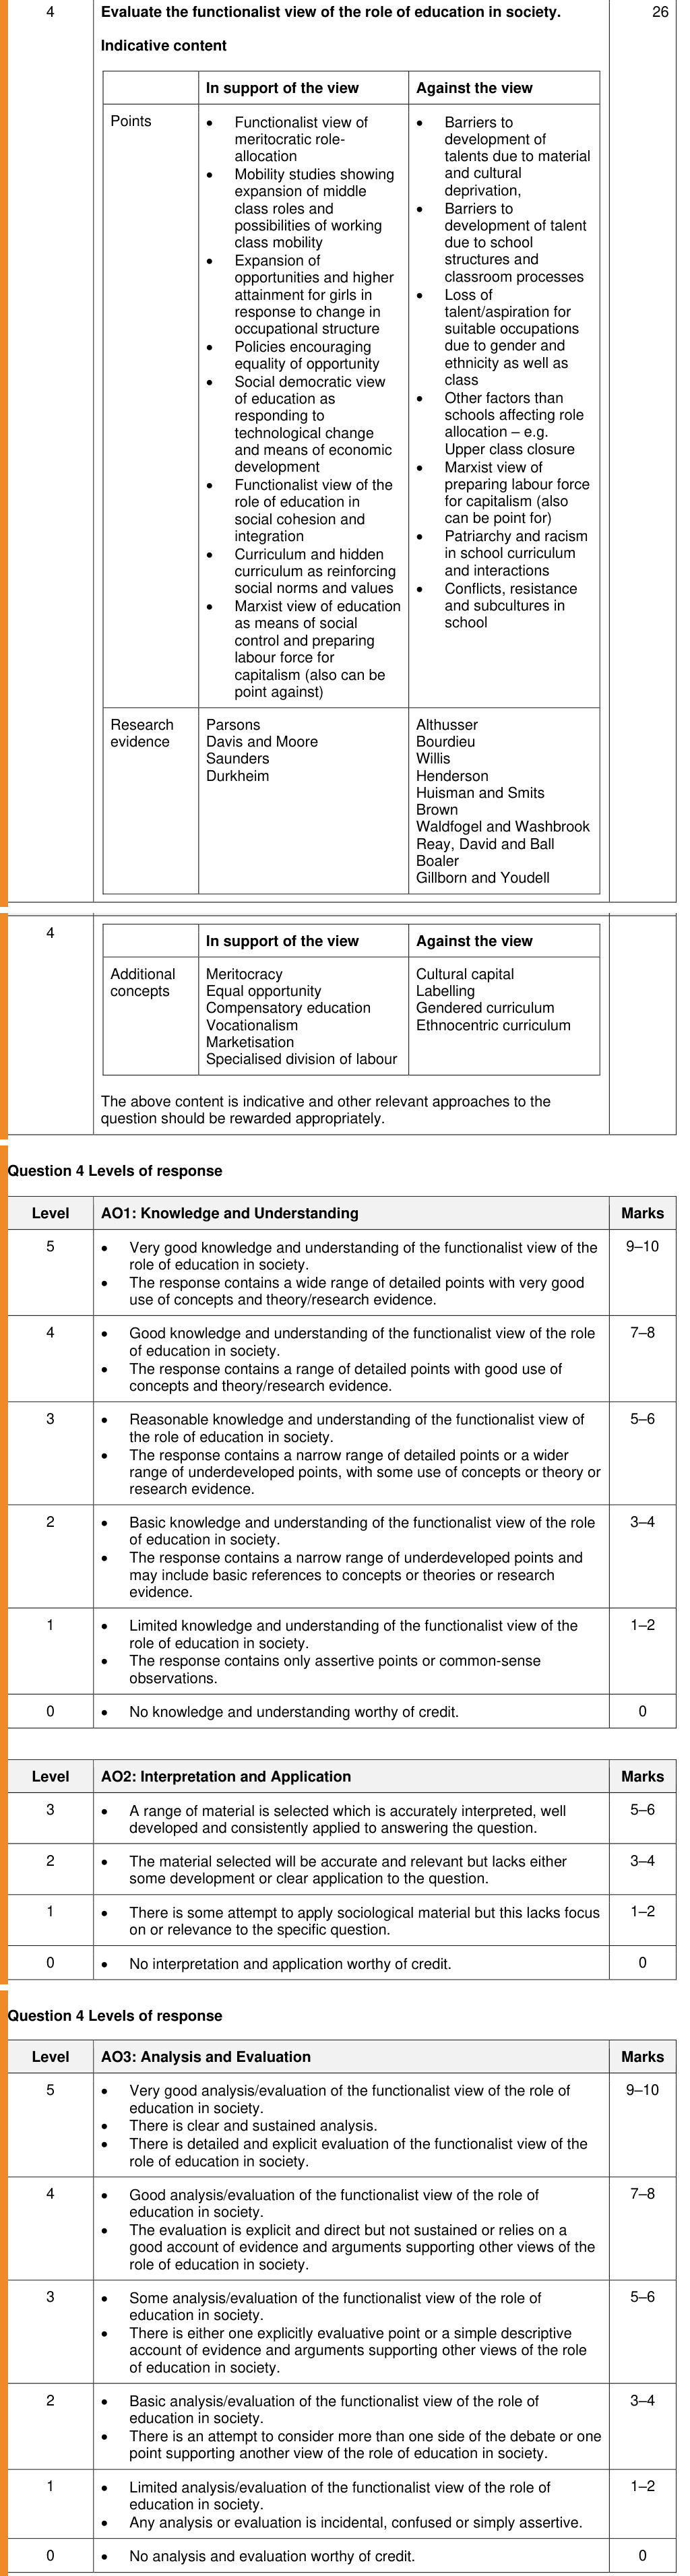 4
Evaluate the functionalist view of the role of education in society.
26
Indicative content
In support of the view
Against the view
Points
• Functionalist view of
meritocratic role-
allocation
• Mobility studies showing
expansion of middle
class roles and
possibilities of working
class mobility
• Expansion of
opportunities and higher
attainment for girls in
response to change in
occupational structure
• Policies encouraging
equality of opportunity
• Social democratic view
of education as
responding to
technological change
and means of economic
development
• Functionalist view of the
role of education in
social cohesion and
integration
• Curriculum and hidden
curriculum as reinforcing
social norms and values
• Marxist view of education
as means of social
control and preparing
labour force for
capitalism (also can be
point against)
• Barriers to
development of
talents due to material
and cultural
deprivation,
• Barriers to
development of talent
due to school
structures and
classroom processes
• Loss of
talent/aspiration for
suitable occupations
due to gender and
ethnicity as well as
class
• Other factors than
schools affecting role
allocation – e.g.
Upper class closure
• Marxist view of
preparing labour force
for capitalism (also
can be point for)
• Patriarchy and racism
in school curriculum
and interactions
• Conflicts, resistance
and subcultures in
school
Research
evidence
Parsons
Davis and Moore
Saunders
Durkheim
Althusser
Bourdieu
Willis
Henderson
Huisman and Smits
Brown
Waldfogel and Washbrook
Reay, David and Ball
Boaler
Gillborn and Youdell
4
In support of the view
Against the view
Additional
concepts
Meritocracy
Equal opportunity
Compensatory education
Vocationalism
Marketisation
Specialised division of labour
Cultural capital
Labelling
Gendered curriculum
Ethnocentric curriculum
The above content is indicative and other relevant approaches to the
question should be rewarded appropriately.
Question 4 Levels of response
Level
AO1: Knowledge and Understanding
Marks
5
• Very good knowledge and understanding of the functionalist view of the
role of education in society.
• The response contains a wide range of detailed points with very good
use of concepts and theory/research evidence.
9–10
4
• Good knowledge and understanding of the functionalist view of the role
of education in society.
• The response contains a range of detailed points with good use of
concepts and theory/research evidence.
7–8
3
• Reasonable knowledge and understanding of the functionalist view of
the role of education in society.
• The response contains a narrow range of detailed points or a wider
range of underdeveloped points, with some use of concepts or theory or
research evidence.
5–6
2
• Basic knowledge and understanding of the functionalist view of the role
of education in society.
• The response contains a narrow range of underdeveloped points and
may include basic references to concepts or theories or research
evidence.
3–4
1
• Limited knowledge and understanding of the functionalist view of the
role of education in society.
• The response contains only assertive points or common-sense
observations.
1–2
0
• No knowledge and understanding worthy of credit.
0
Level
AO2: Interpretation and Application
Marks
3
• A range of material is selected which is accurately interpreted, well
developed and consistently applied to answering the question.
5–6
2
• The material selected will be accurate and relevant but lacks either
some development or clear application to the question.
3–4
1
• There is some attempt to apply sociological material but this lacks focus
on or relevance to the specific question.
1–2
0
• No interpretation and application worthy of credit.
0
Question 4 Levels of response
Level
AO3: Analysis and Evaluation
Marks
5
• Very good analysis/evaluation of the functionalist view of the role of
education in society.
• There is clear and sustained analysis.
• There is detailed and explicit evaluation of the functionalist view of the
role of education in society.
9–10
4
• Good analysis/evaluation of the functionalist view of the role of
education in society.
• The evaluation is explicit and direct but not sustained or relies on a
good account of evidence and arguments supporting other views of the
role of education in society.
7–8
3
• Some analysis/evaluation of the functionalist view of the role of
education in society.
• There is either one explicitly evaluative point or a simple descriptive
account of evidence and arguments supporting other views of the role
of education in society.
5–6
2
• Basic analysis/evaluation of the functionalist view of the role of
education in society.
• There is an attempt to consider more than one side of the debate or one
point supporting another view of the role of education in society.
3–4
1
• Limited analysis/evaluation of the functionalist view of the role of
education in society.
• Any analysis or evaluation is incidental, confused or simply assertive.
1–2
0
• No analysis and evaluation worthy of credit.
0